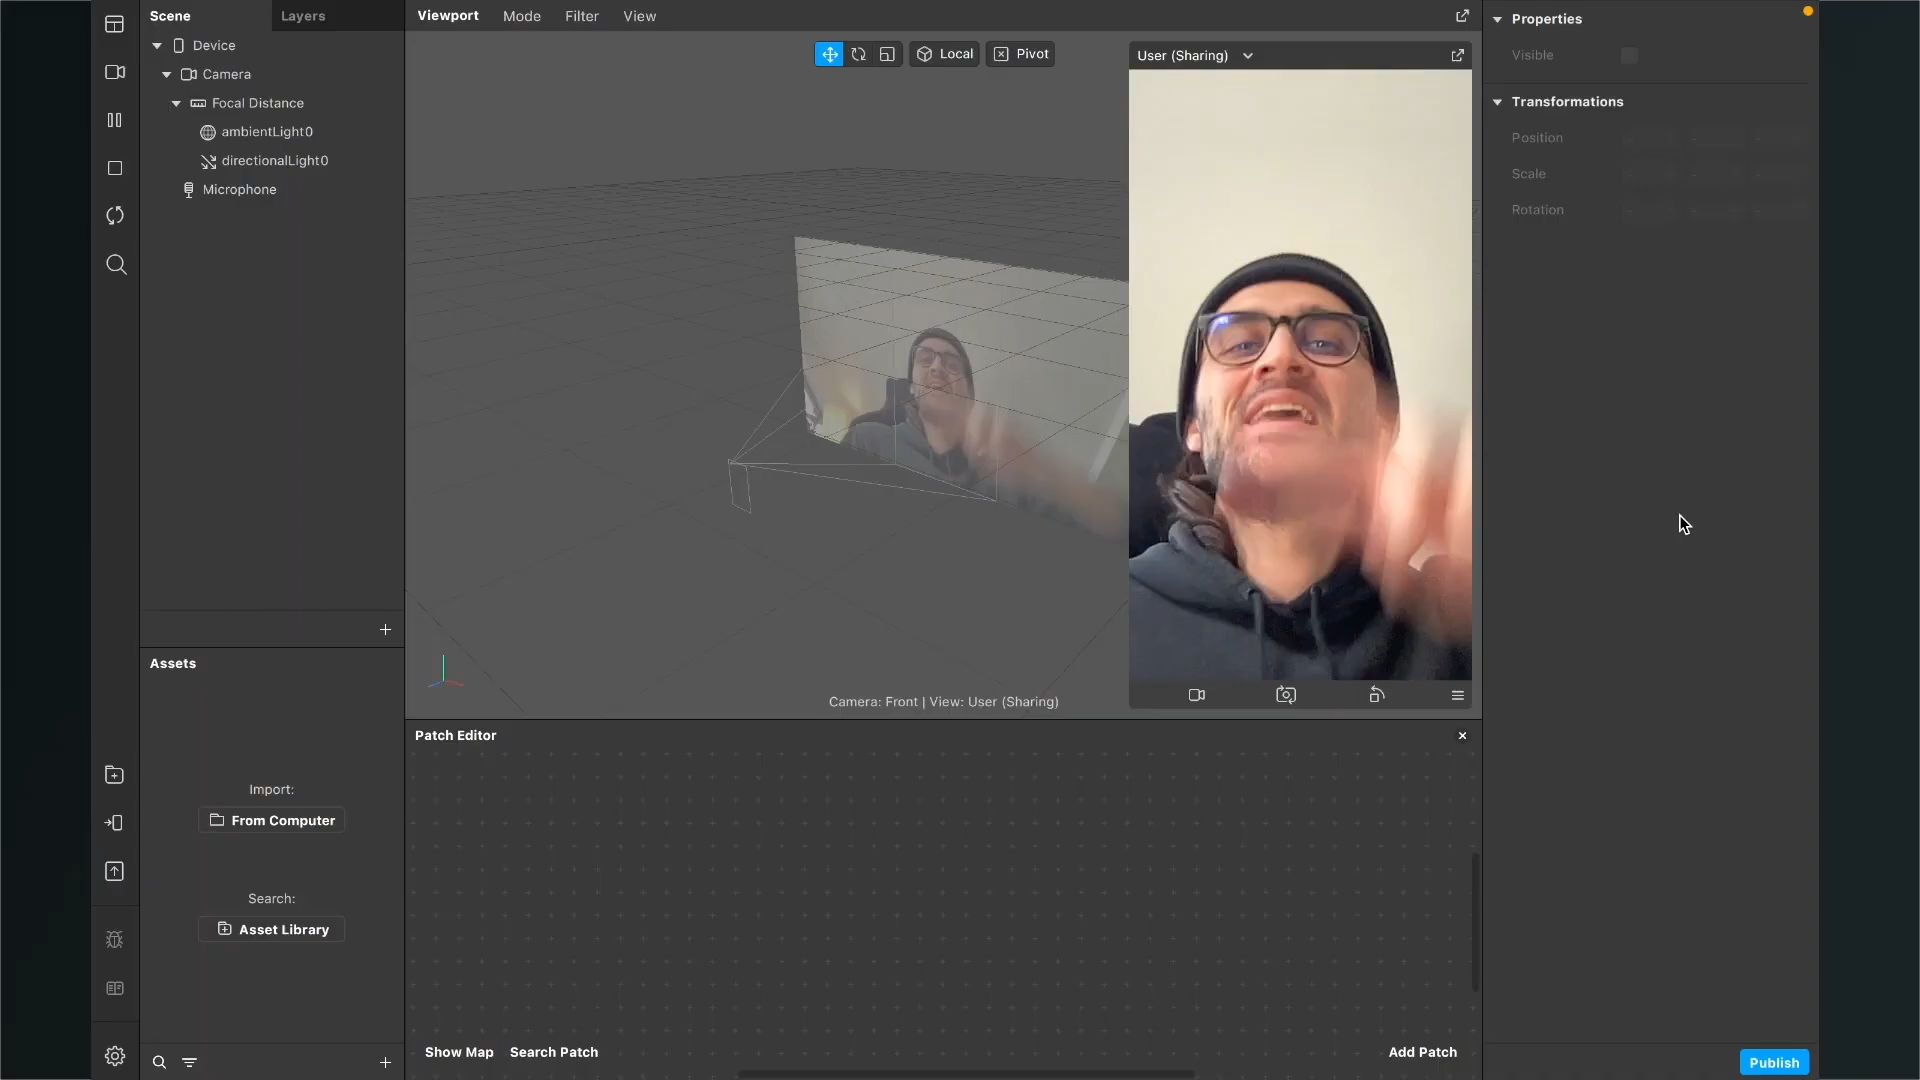 Scene
Layers
Device
Camera
Focal Distance
ambientLight0
directionalLight0
Microphone
Assets
Import:
From Computer
Search:
Asset Library
Viewport Mode Filter View
Local
Pivot
User (Sharing)
Camera: Front | View: User (Sharing)
Patch Editor
Show Map
Search Patch
Add Patch
Properties
Visible
Transformations
Position
Scale
Rotation
Publish